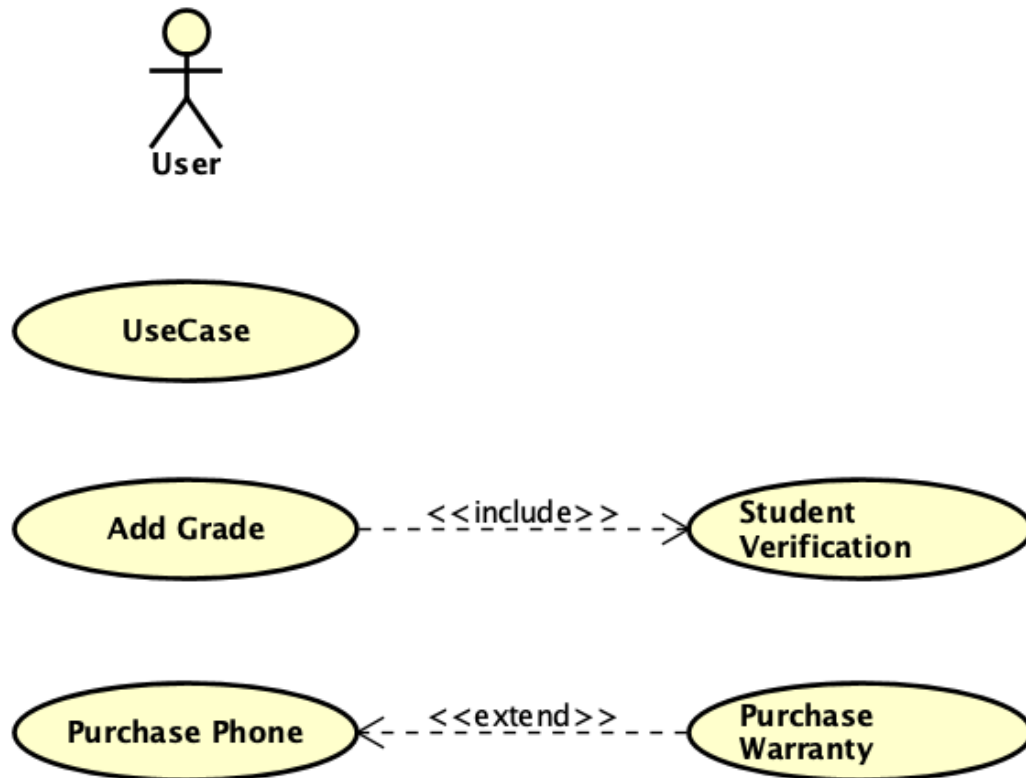 User
UseCase
Add Grade
<<include>>
Student
Verification
Purchase Phone
<<extend>>
Purchase
Warranty